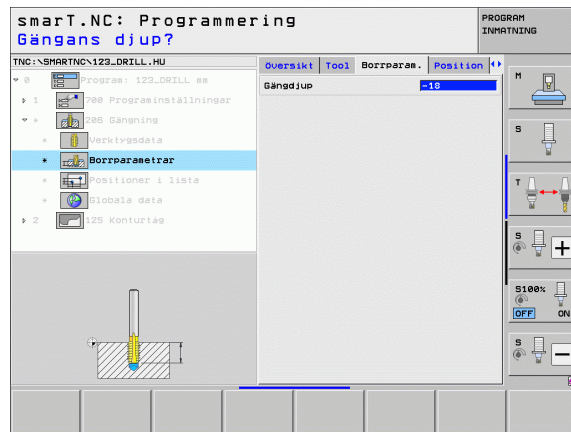 smarT.NC: Programmering
Gängans djup?
PROGRAM
INMATNING
TNC:\SMARTNC\123_DRILL.HU
0 Program: 123_DRILL mm
1 700 Programinställningar
* 206 Gängning
* Verktygsdata
* Borrparametrar
* Positioner i lista
* Globala data
2 125 Konturtåg
Översikt Tool Borrparam. Position
Gängdjup -18
M
S
T
S
+
S100%
OFF ON
S
-